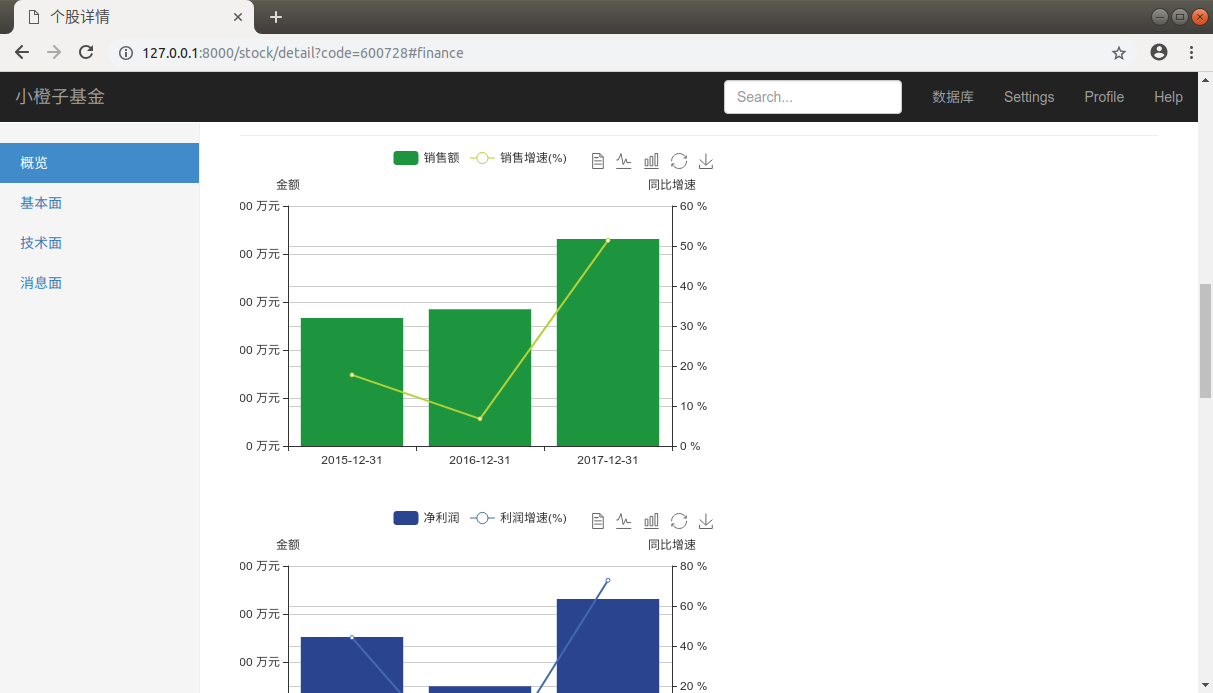 个股详情
127.0.0.1:8000/stock/detail?code=600728#finance
小橙子基金 Search... 数据库 Settings Profile Help
概览
基本面
技术面
消息面
销售额 销售增速(%)
金额 同比增速
00 万元 60 %
50 %
00 万元
40 %
00 万元
30 %
00 万元
20 %
00 万元
10 %
0 万元 0 %
2015-12-31 2016-12-31 2017-12-31
净利润 利润增速(%)
金额 同比增速
00 万元 80 %
60 %
00 万元
40 %
00 万元
20 %